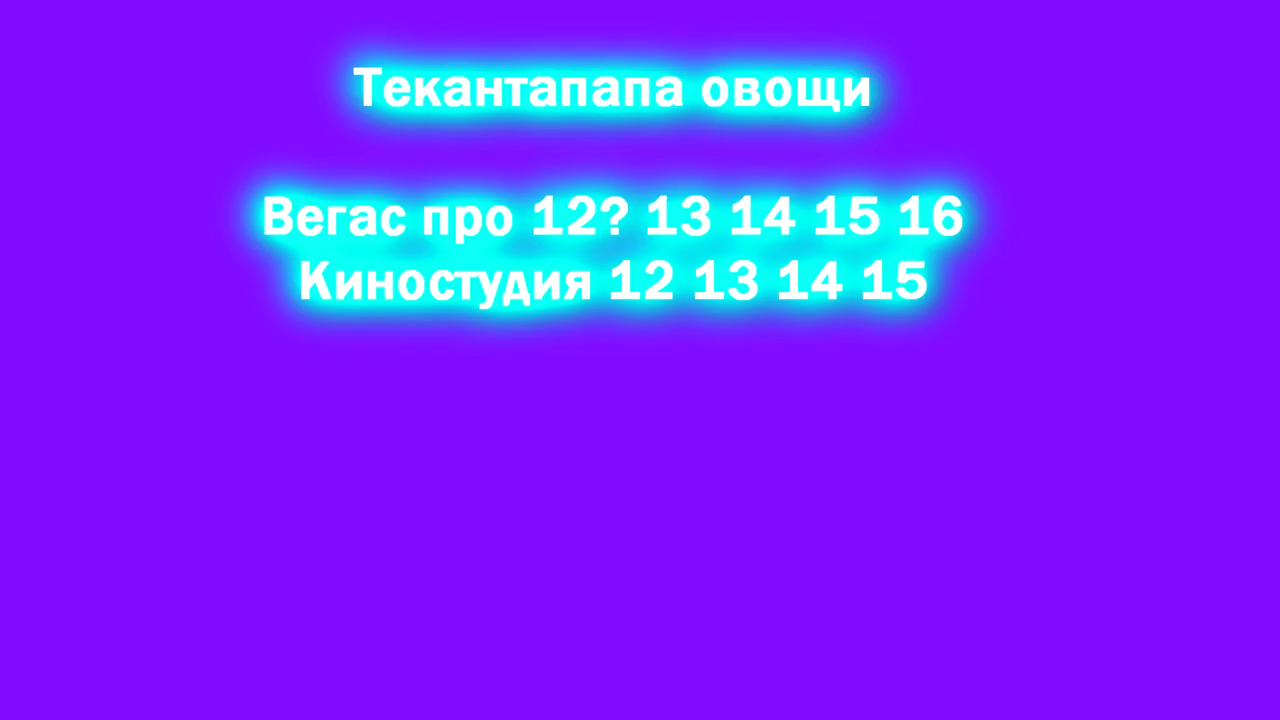 Текантапапа овощи
Вегас про 12? 13 14 15 16
Киностудия 12 13 14 15